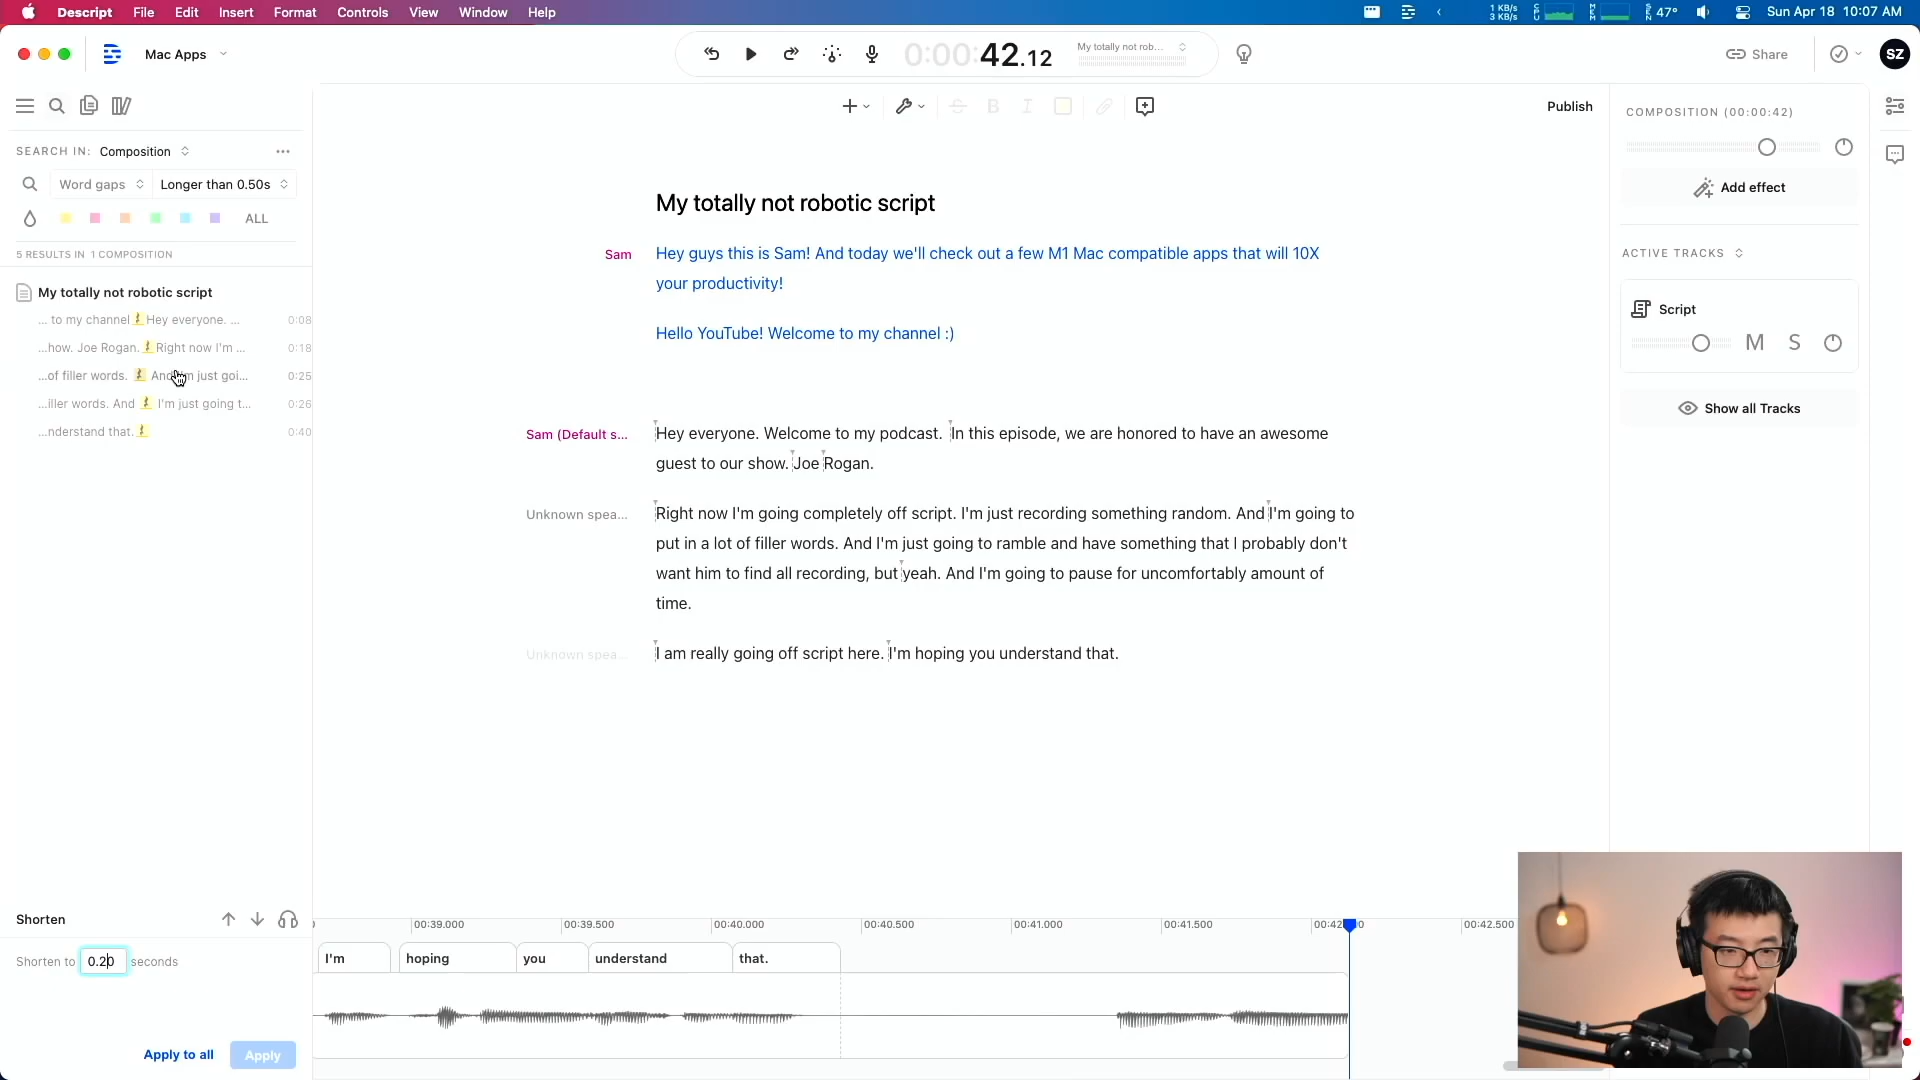 Descript File Edit Insert Format Controls View Window Help
1 KB/s
3 KB/s
47° Sun Apr 18 10:07 AM
Mac Apps
0:00:42.12
My totally not rob...
Share
SZ
Publish
SEARCH IN: Composition
Word gaps Longer than 0.50s
ALL
5 RESULTS IN 1 COMPOSITION
My totally not robotic script
... to my channel Hey everyone. ... 0:08
...how. Joe Rogan. Right now I'm ... 0:18
...of filler words. And I'm just goi... 0:25
...iller words. And I'm just going t... 0:26
...nderstand that. 0:40
My totally not robotic script
Sam Hey guys this is Sam! And today we'll check out a few M1 Mac compatible apps that will 10X
your productivity!
Hello YouTube! Welcome to my channel :)
Sam (Default s... Hey everyone. Welcome to my podcast. In this episode, we are honored to have an awesome
guest to our show. Joe Rogan.
Unknown spea... Right now I'm going completely off script. I'm just recording something random. And I'm going to
put in a lot of filler words. And I'm just going to ramble and have something that I probably don't
want him to find all recording, but yeah. And I'm going to pause for uncomfortably amount of
time.
Unknown spea... I am really going off script here. I'm hoping you understand that.
COMPOSITION (00:00:42)
Add effect
ACTIVE TRACKS
Script
M S
Show all Tracks
Shorten
Shorten to 0.20 seconds
Apply to all Apply
00:39.000 00:39.500 00:40.000 00:40.500 00:41.000 00:41.500 00:42.500
I'm hoping you understand that.